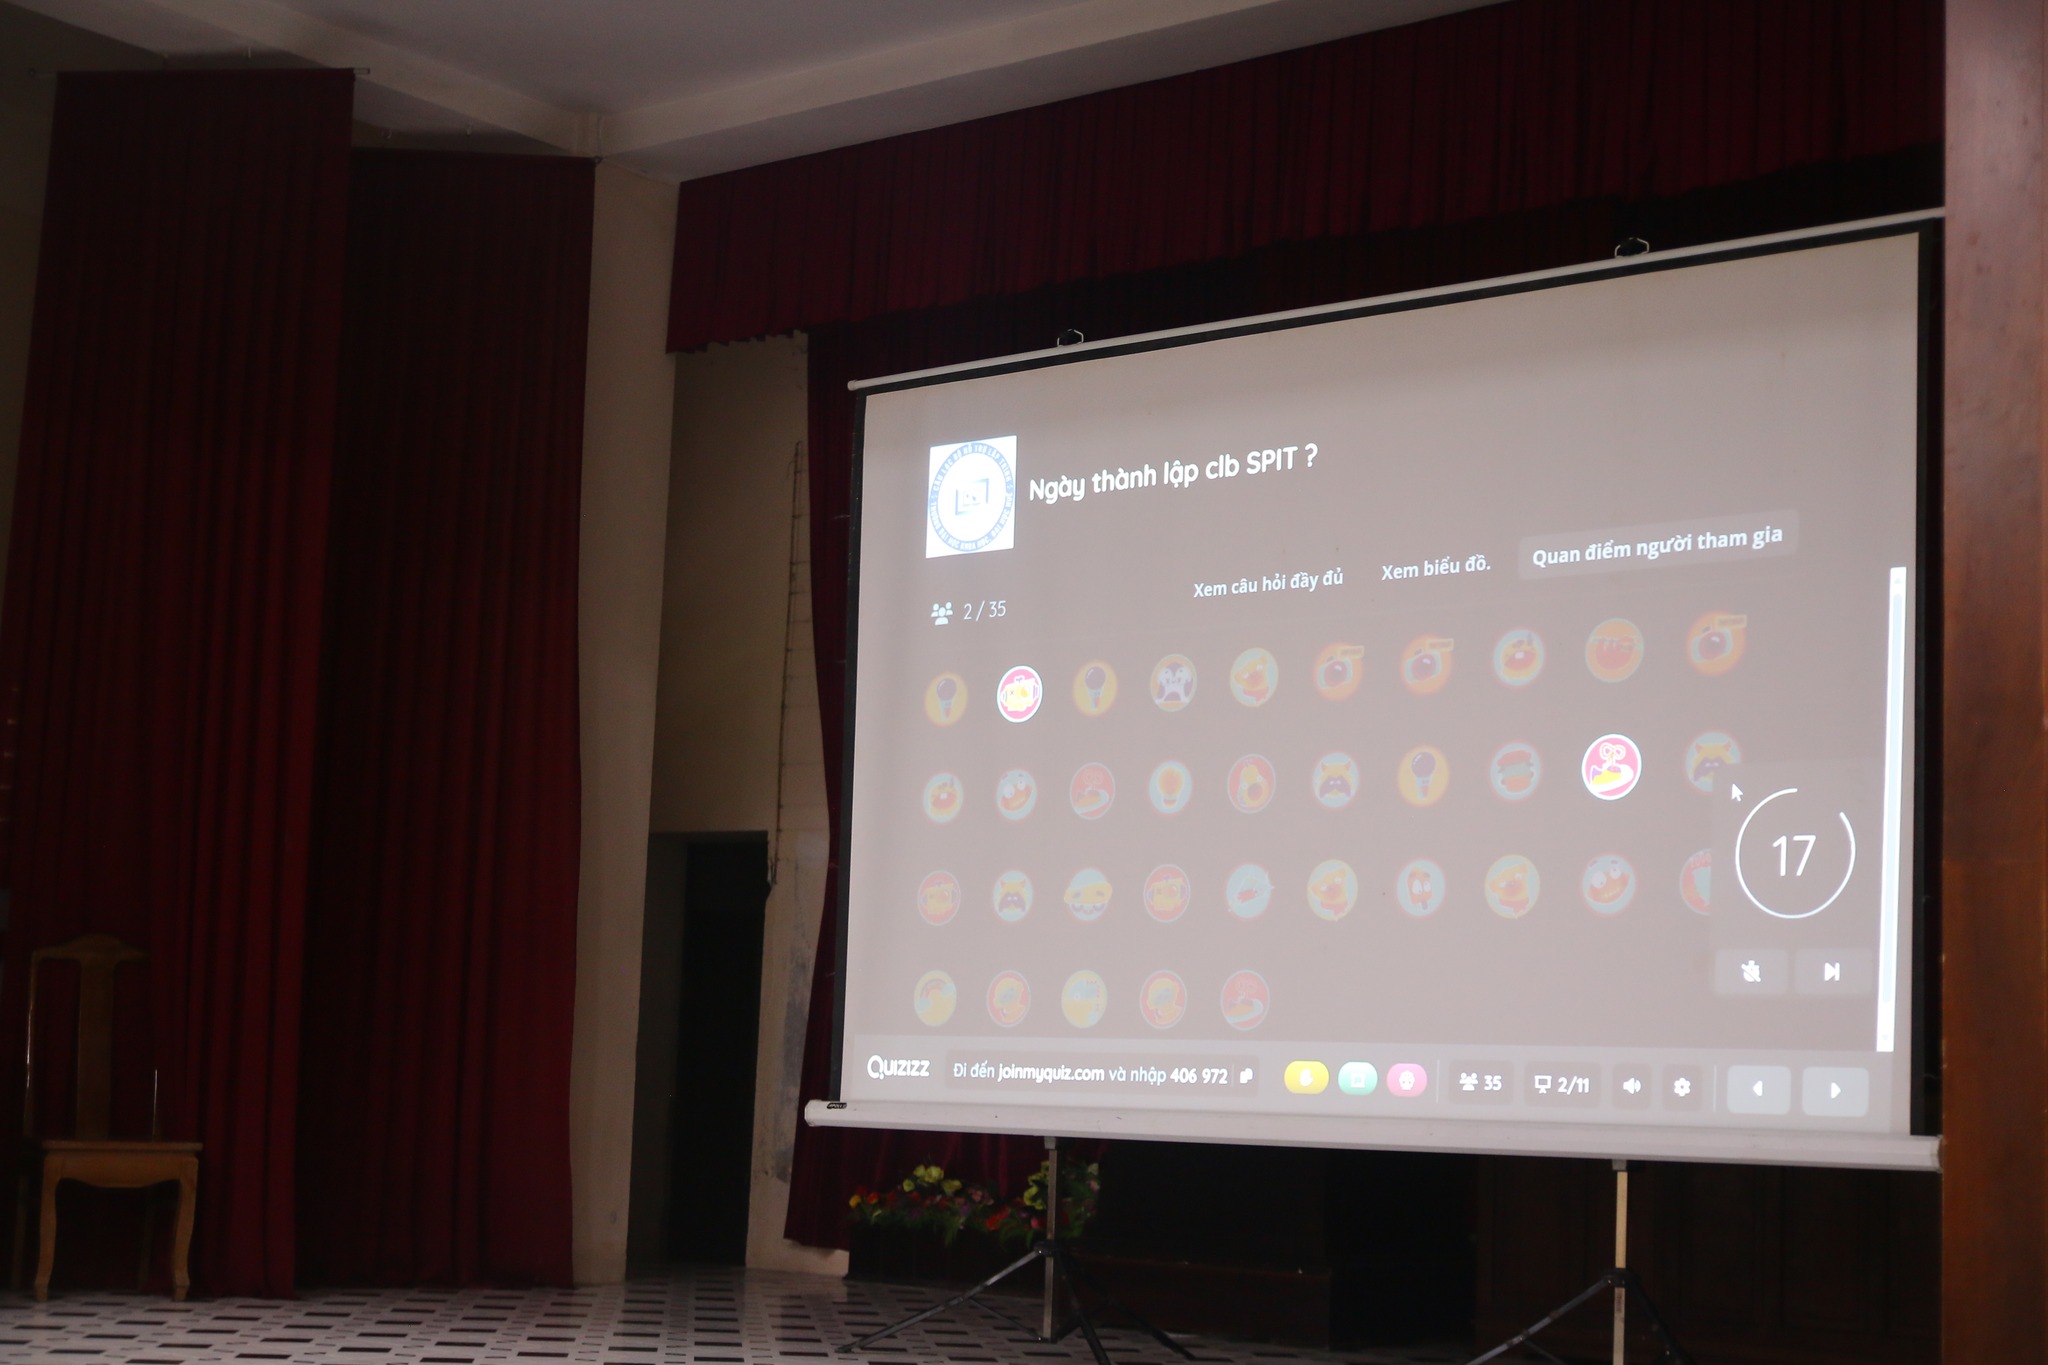 Ngày thành lập clb SPIT ?
Xem câu hỏi đầy đủ
Xem biểu đồ.
Quan điểm người tham gia
2 / 35
17
QUIZIZZ
Đi đến joinmyquiz.com và nhập 406 972
35
2/11